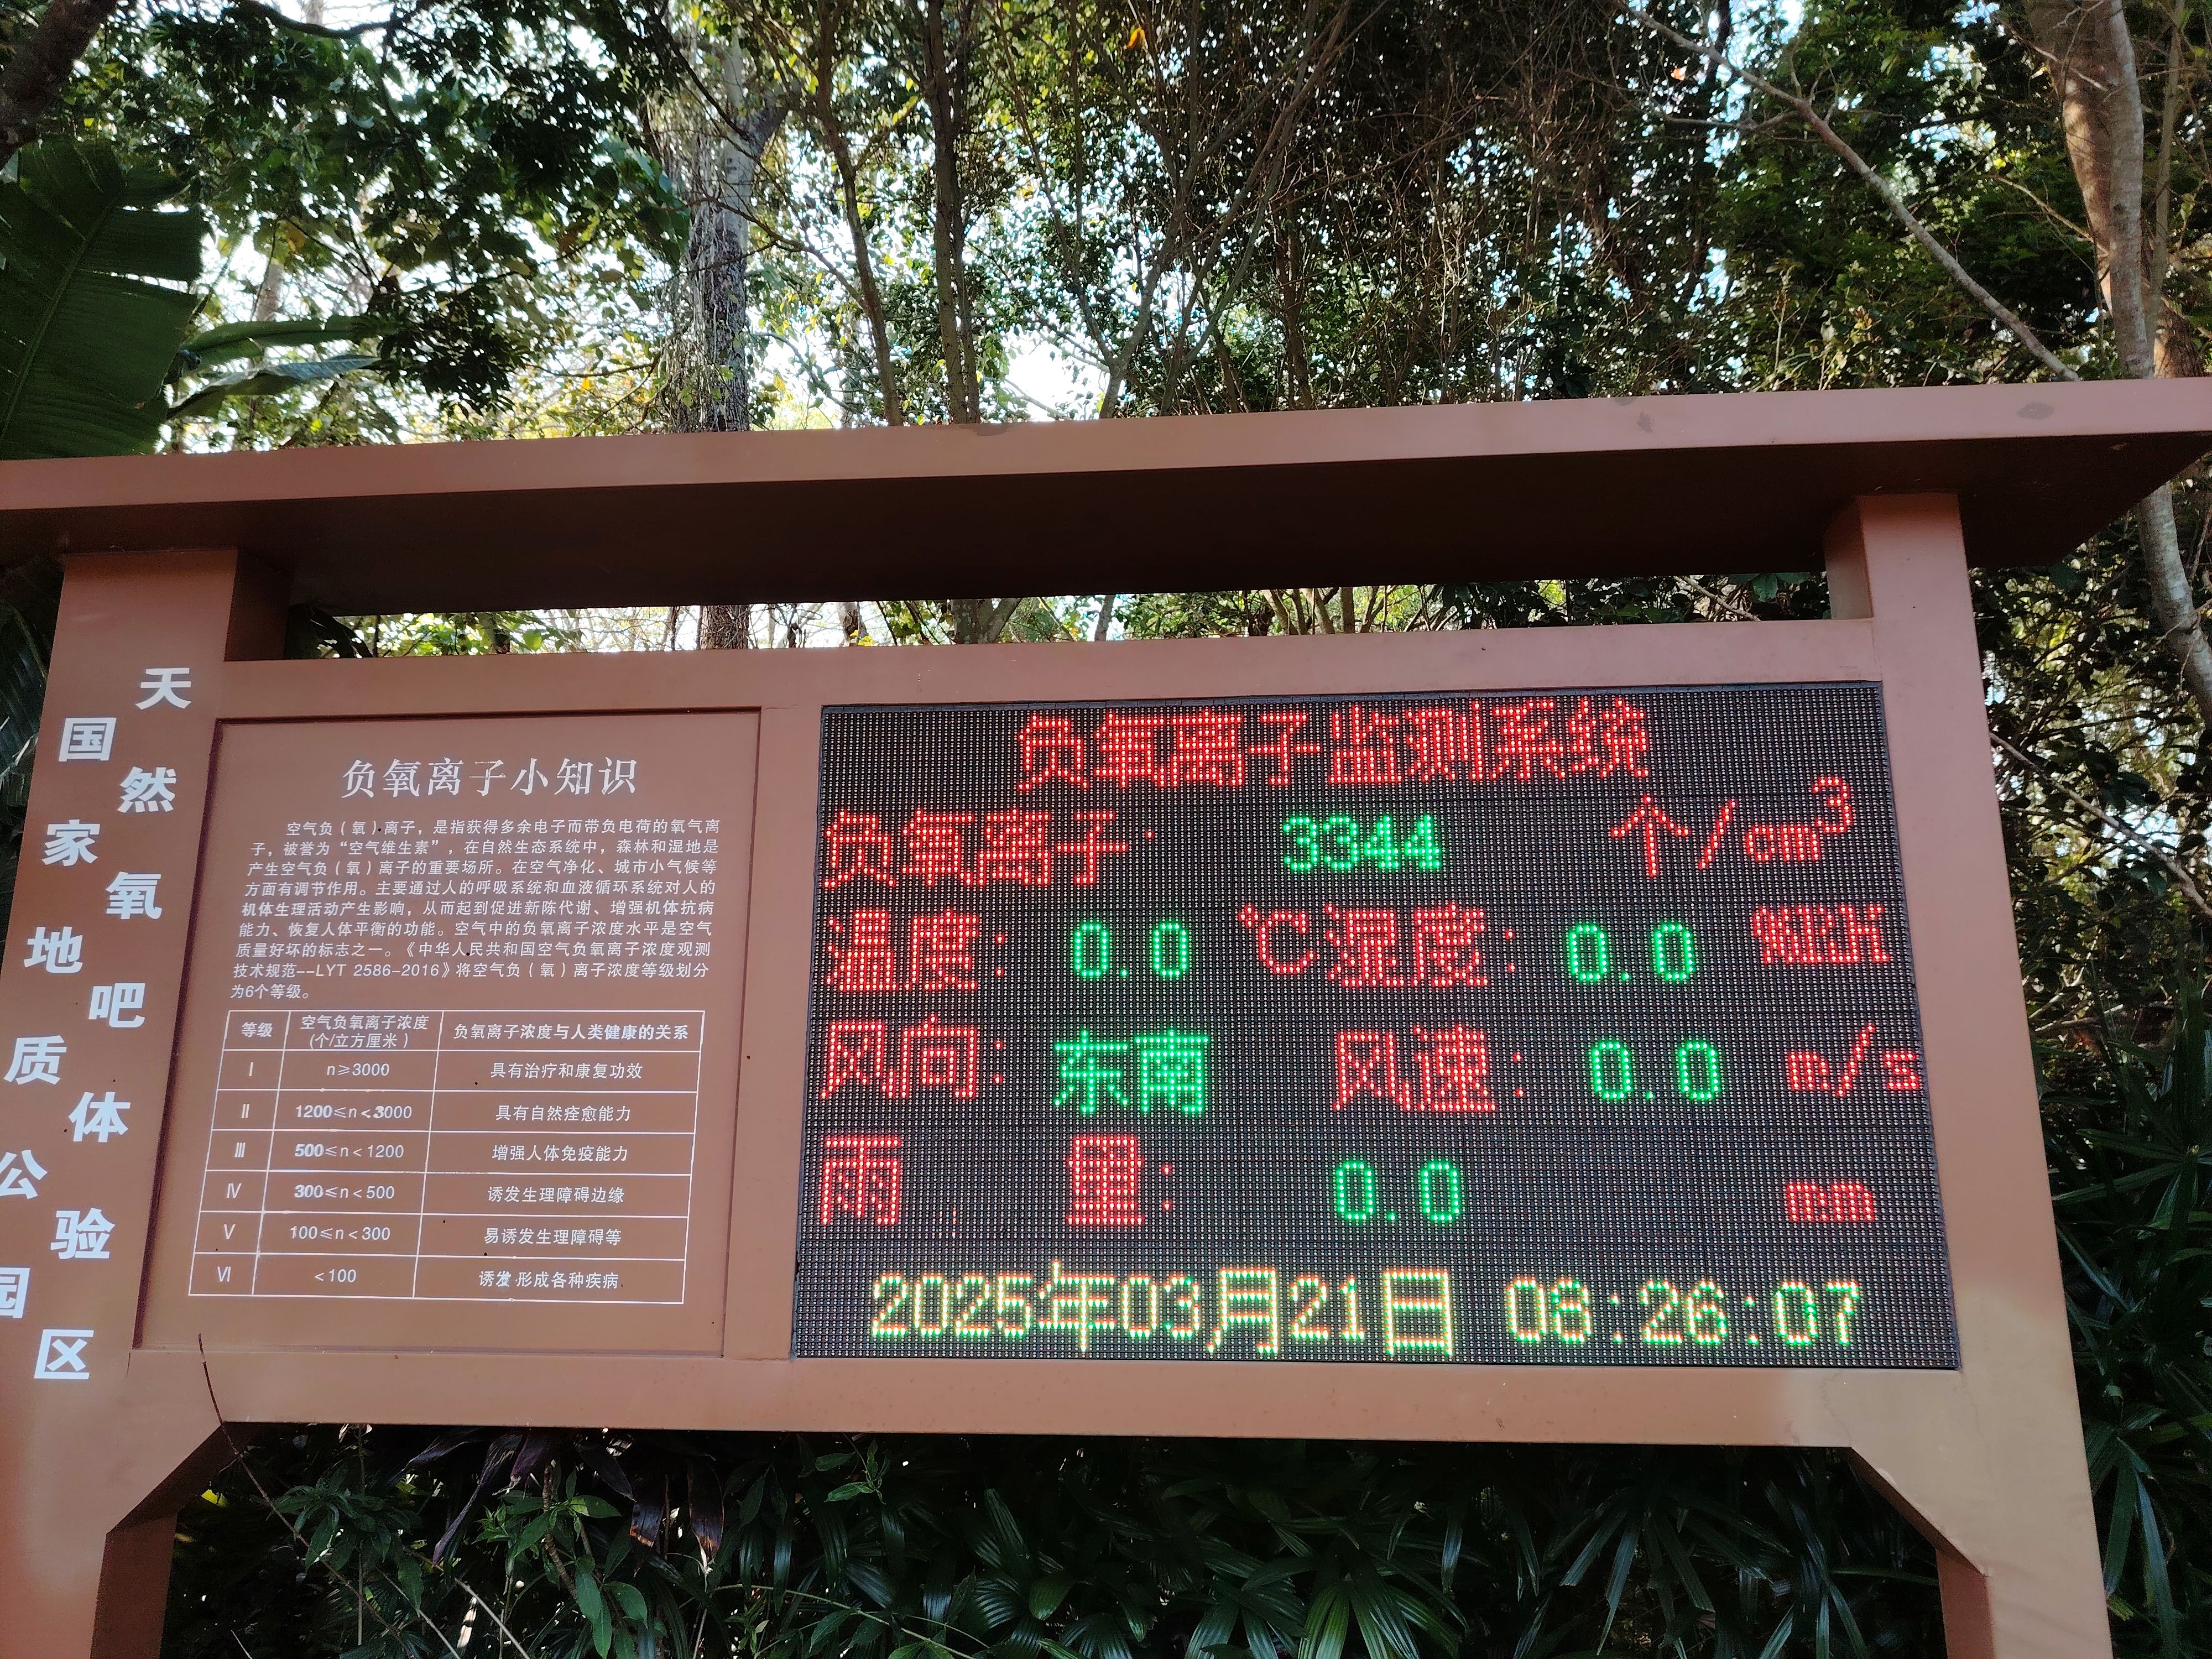 国家地质公园
天然氧吧体验区
负氧离子小知识
空气负（氧）离子，是指获得多余电子而带负电荷的氧气离
子，被誉为“空气维生素”，在自然生态系统中，森林和湿地是
产生空气负（氧）离子的重要场所。在空气净化、城市小气候等
方面有调节作用。主要通过人的呼吸系统和血液循环系统对人的
机体生理活动产生影响，从而起到促进新陈代谢、增强机体抗病
能力、恢复人体平衡的功能。空气中的负氧离子浓度水平是空气
质量好坏的标志之一。《中华人民共和国空气负氧离子浓度观测
技术规范--LYT 2586-2016》将空气负（氧）离子浓度等级划分
为6个等级。
等级 空气负氧离子浓度 (个/立方厘米) 负氧离子浓度与人类健康的关系
Ⅰ n≥3000 具有治疗和康复功效
Ⅱ 1200≤n<3000 具有自然痊愈能力
Ⅲ 500≤n<1200 增强人体免疫能力
Ⅳ 300≤n<500 诱发生理障碍边缘
Ⅴ 100≤n<300 易诱发生理障碍等
Ⅵ <100 诱发形成各种疾病
负氧离子监测系统
负氧离子: 3344 个/cm³
温度: 0.0 ℃ 湿度: 0.0 %RH
风向: 东南 风速: 0.0 m/s
雨量: 0.0 mm
2025年03月21日 08:26:07